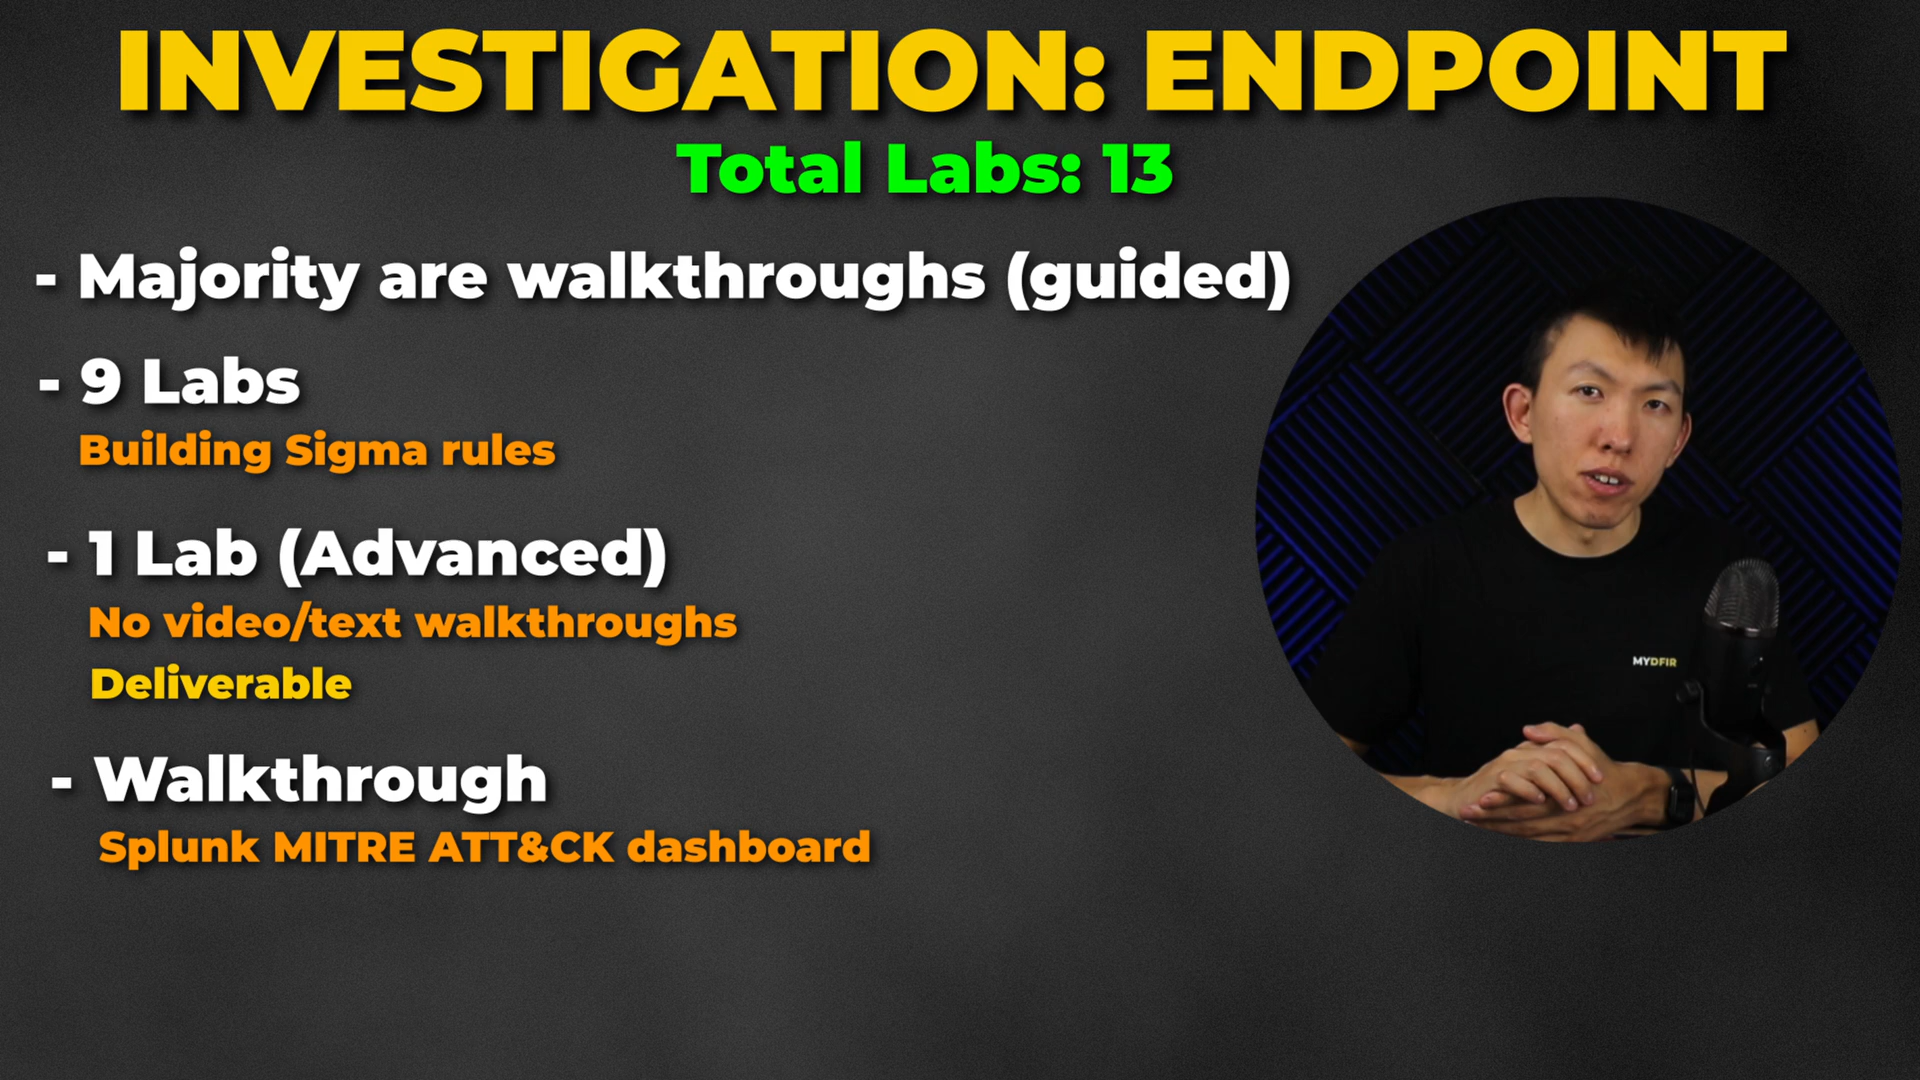 INVESTIGATION: ENDPOINT
Total Labs: 13
- Majority are walkthroughs (guided)
- 9 Labs
Building Sigma rules
- 1 Lab (Advanced)
No video/text walkthroughs
Deliverable
- Walkthrough
Splunk MITRE ATT&CK dashboard
MYDFIR